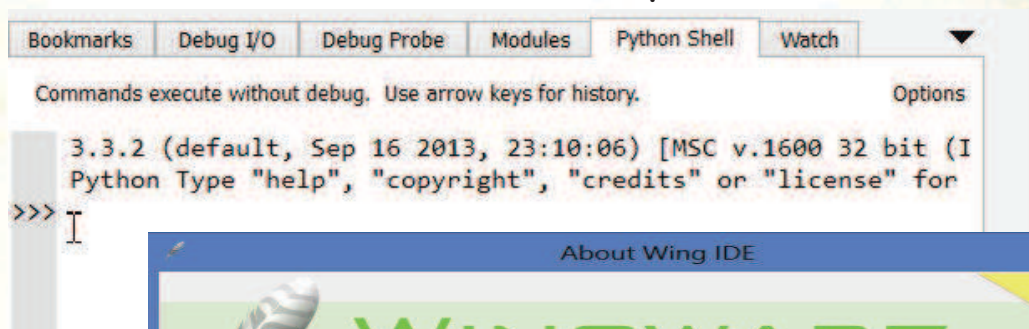 Bookmarks Debug I/O Debug Probe Modules Python Shell Watch
Commands execute without debug. Use arrow keys for history. Options
3.3.2 (default, Sep 16 2013, 23:10:06) [MSC v.1600 32 bit (I
Python Type "help", "copyright", "credits" or "license" for
>>>
About Wing IDE
WINGWARE